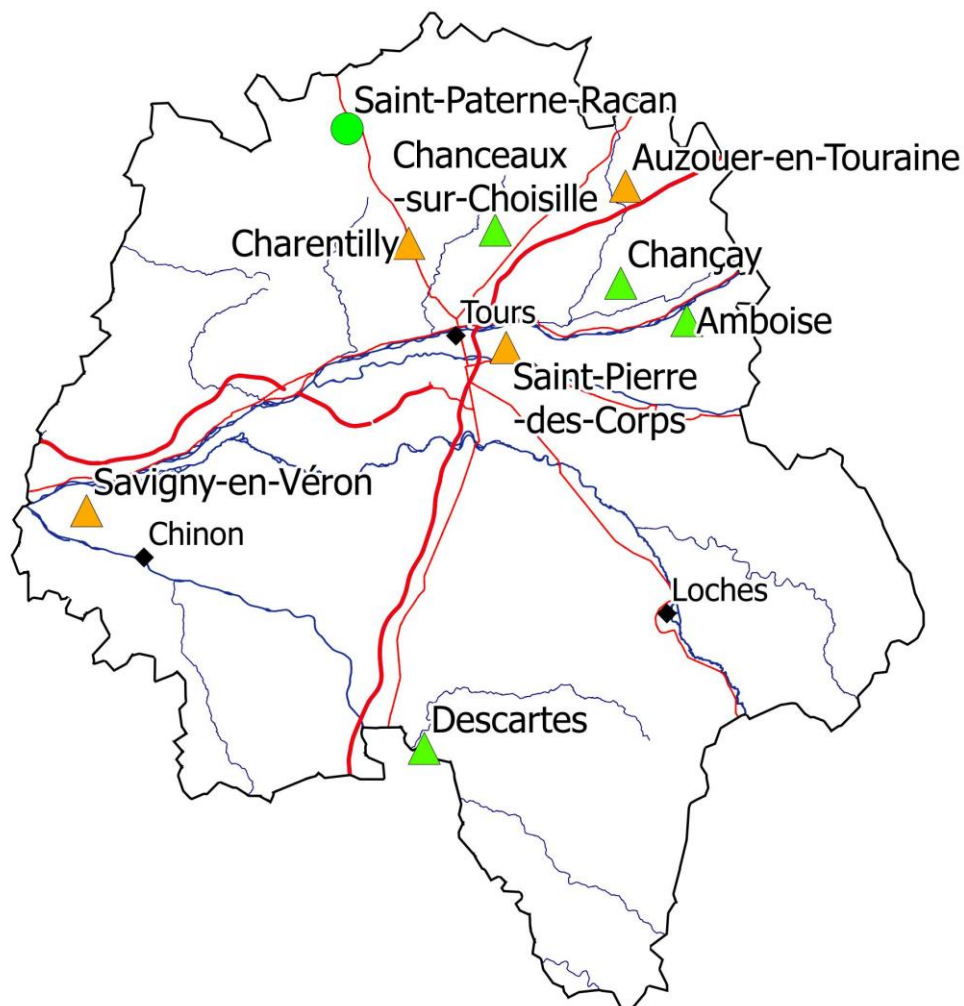 Saint-Paterne-Racan
Chanceaux
-sur-Choisille
Auzouer-en-Touraine
Charentilly
Chançay
Tours
Amboise
Saint-Pierre
-des-Corps
Savigny-en-Véron
Chinon
Loches
Descartes